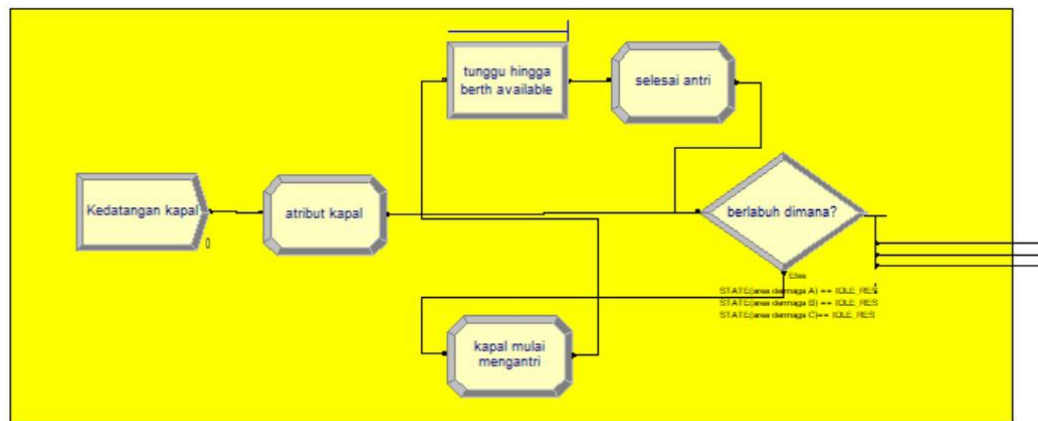 tunggu hingga
berth available
selesai antri
Kedatangan kapal
0
atribut kapal
berlabuh dimana?
Else
STATE(area dermaga A) == IDLE_RES
STATE(area dermaga B) == IDLE_RES
STATE(area dermaga C)== IDLE_RES
kapal mulai
mengantri